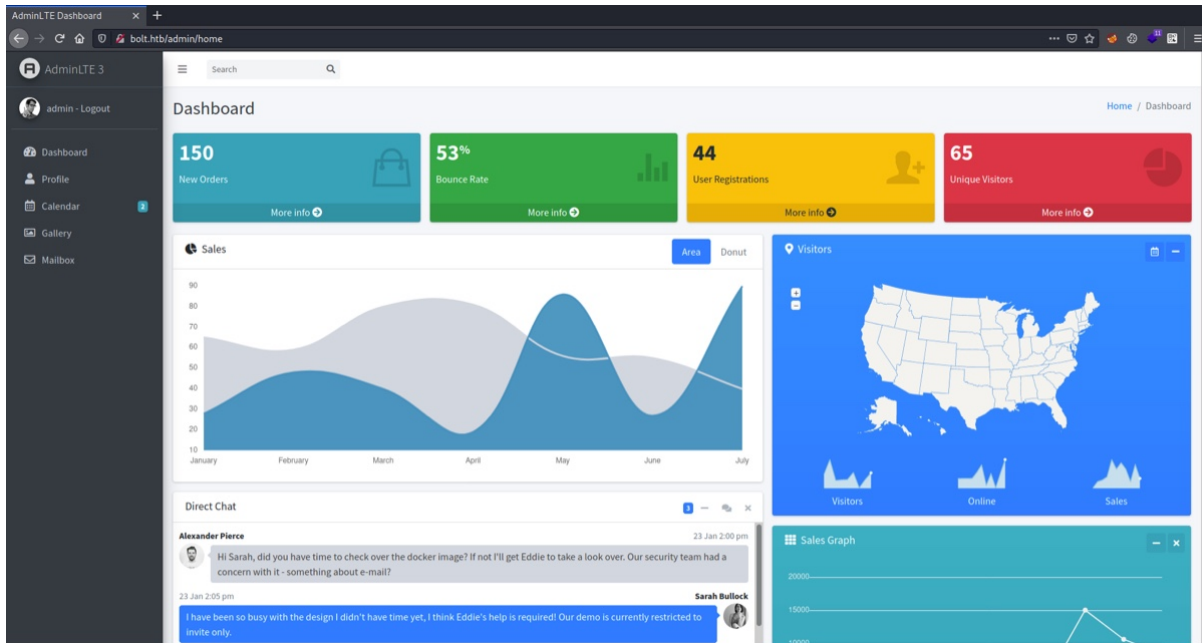 AdminLTE Dashboard
bolt.htb/admin/home
11
AdminLTE 3
Search
admin - Logout
Dashboard
Home / Dashboard
Dashboard
Profile
Calendar 2
Gallery
Mailbox
150
New Orders
More info
53%
Bounce Rate
More info
44
User Registrations
More info
65
Unique Visitors
More info
Sales
Area Donut
90
80
70
60
50
40
30
20
10
January February March April May June July
Visitors
+
−
Visitors Online Sales
Direct Chat 3
Alexander Pierce 23 Jan 2:00 pm
Hi Sarah, did you have time to check over the docker image? If not I'll get Eddie to take a look over. Our security team had a
concern with it - something about e-mail?
23 Jan 2:05 pm Sarah Bullock
I have been so busy with the design I didn't have time yet, I think Eddie's help is required! Our demo is currently restricted to
invite only.
Sales Graph
20000
15000
10000